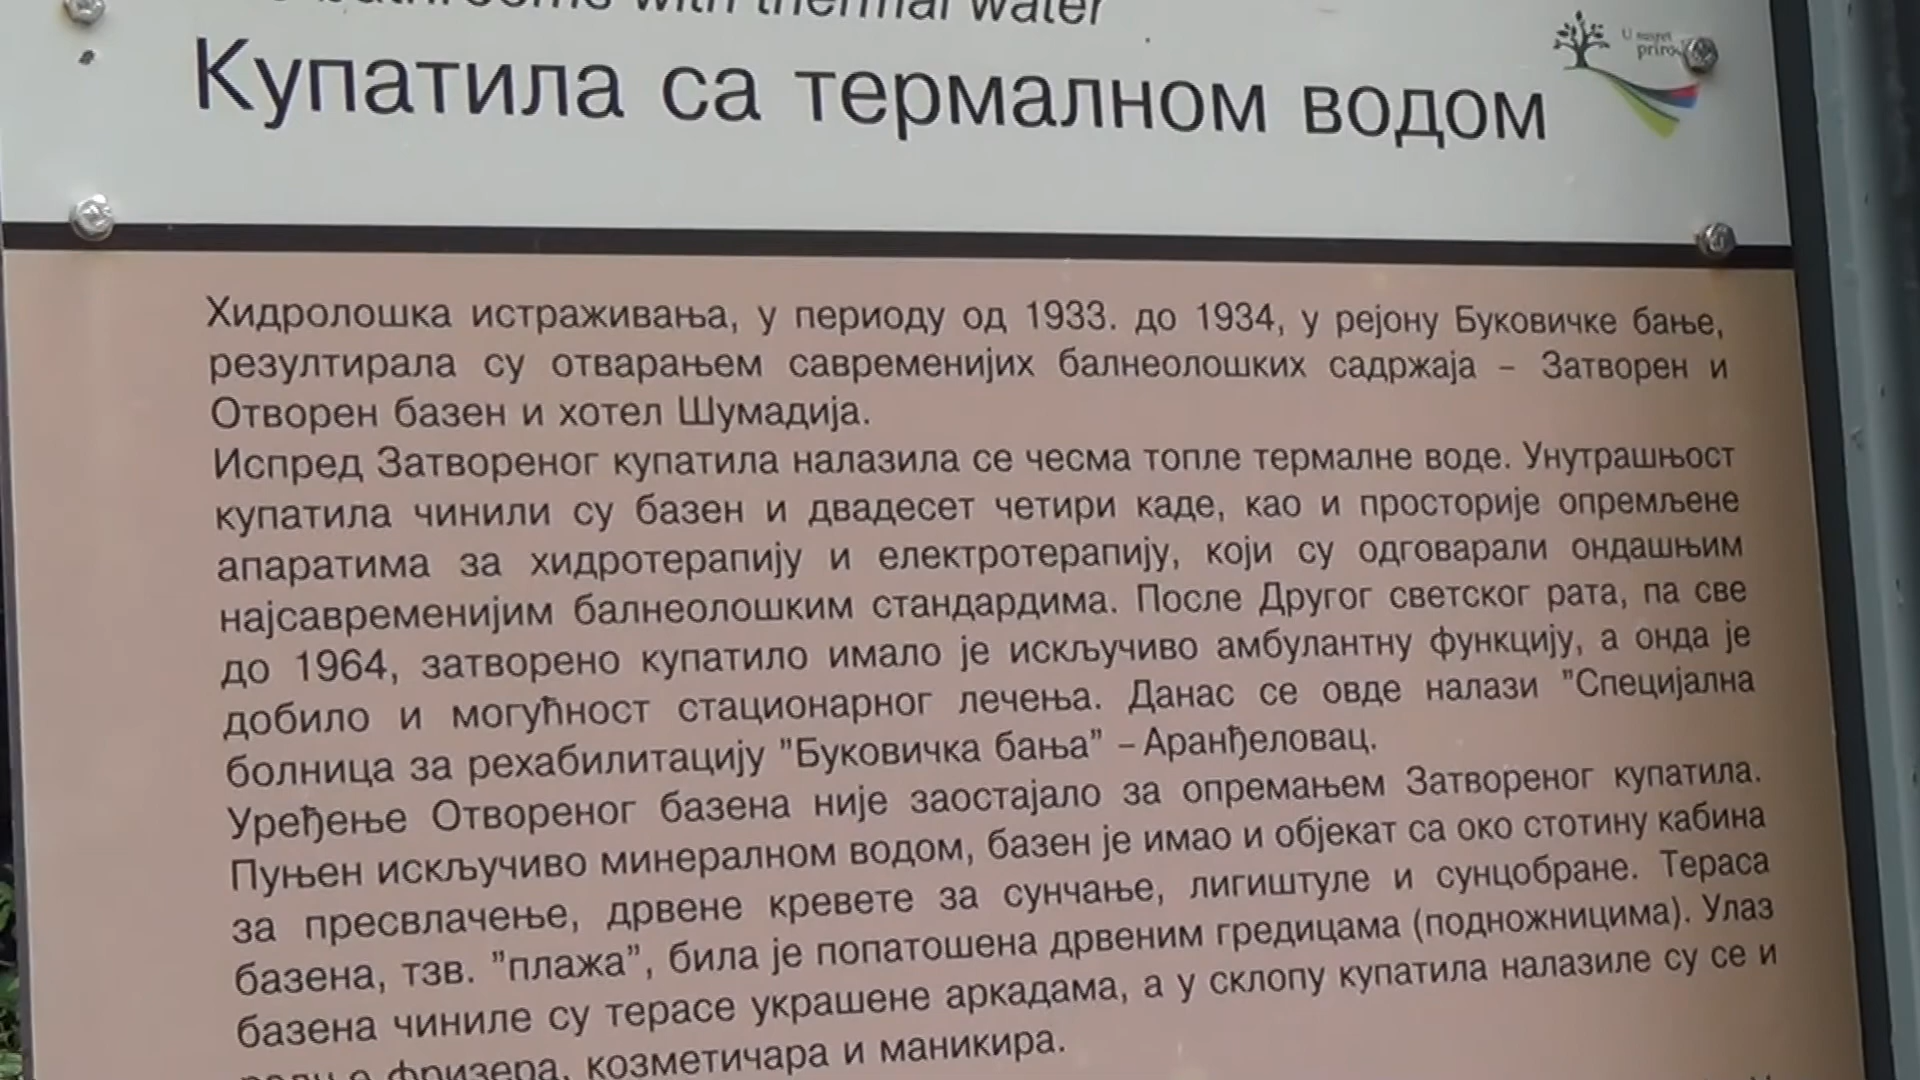 bathrooms with thermal water
Купатила са термалном водом
U susret
priro
Хидролошка истраживања, у периоду од 1933. до 1934, у рејону Буковичке бање,
резултирала су отварањем савременијих балнеолошких садржаја – Затворен и
Отворен базен и хотел Шумадија.
Испред Затвореног купатила налазила се чесма топле термалне воде. Унутрашњост
купатила чинили су базен и двадесет четири каде, као и просторије опремљене
апаратима за хидротерапију и електротерапију, који су одговарали ондашњим
најсавременијим балнеолошким стандардима. После Другог светског рата, па све
до 1964, затворено купатило имало је искључиво амбулантну функцију, а онда је
добило и могућност стационарног лечења. Данас се овде налази "Специјална
болница за рехабилитацију "Буковичка бања" – Аранђеловац.
Уређење Отвореног базена није заостајало за опремањем Затвореног купатила.
Пуњен искључиво минералном водом, базен је имао и објекат са око стотину кабина
за пресвлачење, дрвене кревете за сунчање, лигиштуле и сунцобране. Тераса
базена, тзв. "плажа", била је попатошена дрвеним гредицама (подножницима). Улаз
базена чиниле су терасе украшене аркадама, а у склопу купатила налазиле су се и
фризера, козметичара и маникира.